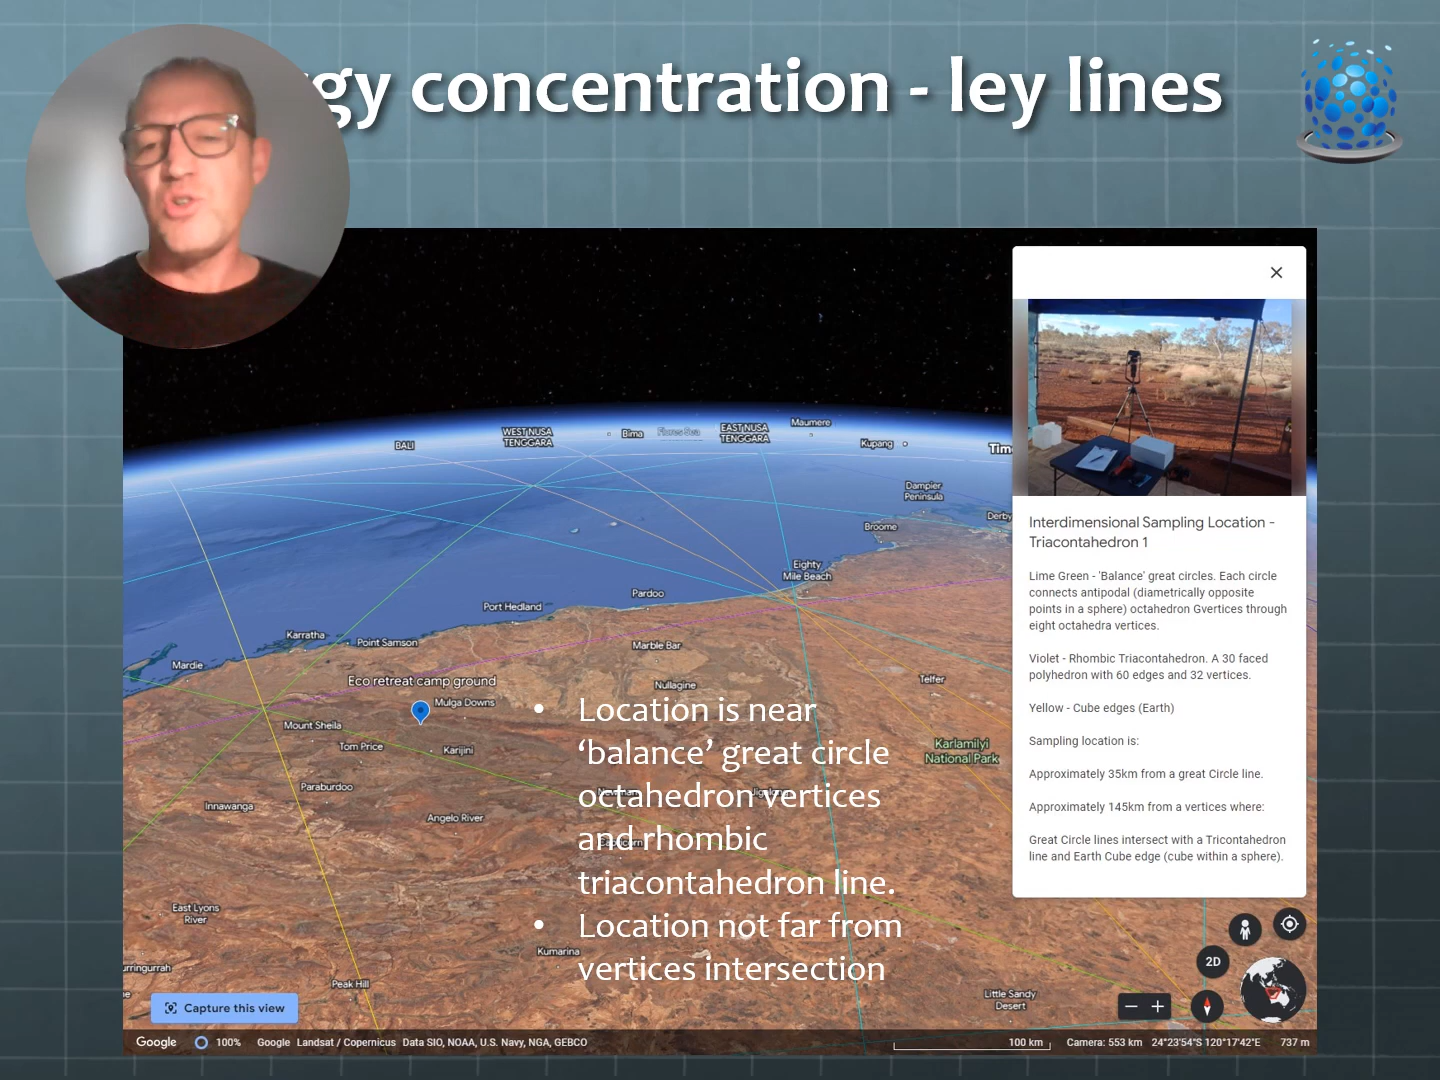 gy concentration - ley lines
BALI
WEST NUSA
TENGGARA
Bima
Flores Sea
EAST NUSA
TENGGARA
Maumere
Kupang
Tim
Dampier
Peninsula
Derby
Broome
Eighty
Mile Beach
Pardoo
Port Hedland
Karratha
Point Samson
Marble Bar
Mardie
Eco retreat camp ground
Nullagine
Telfer
Mulga Downs
Mount Sheila
Tom Price
Karijini
Karlamilyi
National Park
Paraburdoo
Innawanga
Angelo River
East Lyons
River
Kumarina
Peak Hill
Little Sandy
Desert
• Location is near
‘balance’ great circle
octahedron vertices
and rhombic
triacontahedron line.
• Location not far from
vertices intersection
Interdimensional Sampling Location -
Triacontahedron 1
Lime Green - 'Balance' great circles. Each circle
connects antipodal (diametrically opposite
points in a sphere) octahedron Gvertices through
eight octahedra vertices.
Violet - Rhombic Triacontahedron. A 30 faced
polyhedron with 60 edges and 32 vertices.
Yellow - Cube edges (Earth)
Sampling location is:
Approximately 35km from a great Circle line.
Approximately 145km from a vertices where:
Great Circle lines intersect with a Tricontahedron
line and Earth Cube edge (cube within a sphere).
2D
Capture this view
Google 100% Google Landsat / Copernicus Data SIO, NOAA, U.S. Navy, NGA, GEBCO 100 km Camera: 553 km 24°23'54"S 120°17'42"E 737 m